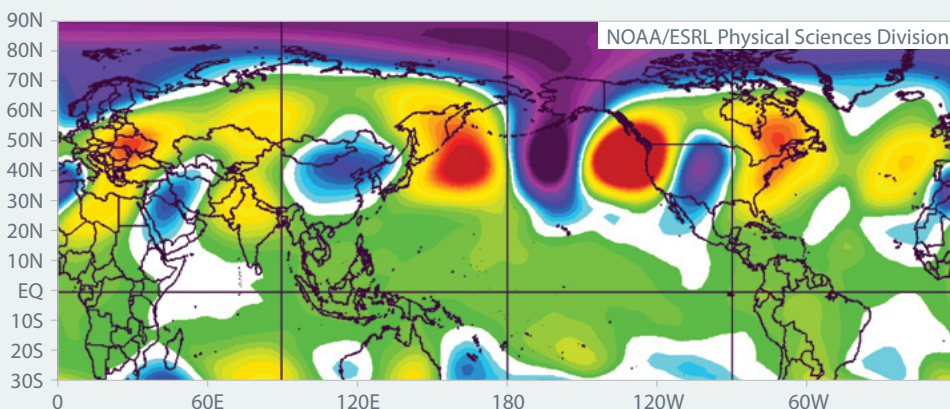 90N
NOAA/ESRL Physical Sciences Division
80N
70N
60N
50N
40N
30N
20N
10N
EQ
10S
20S
30S
0 60E 120E 180 120W 60W